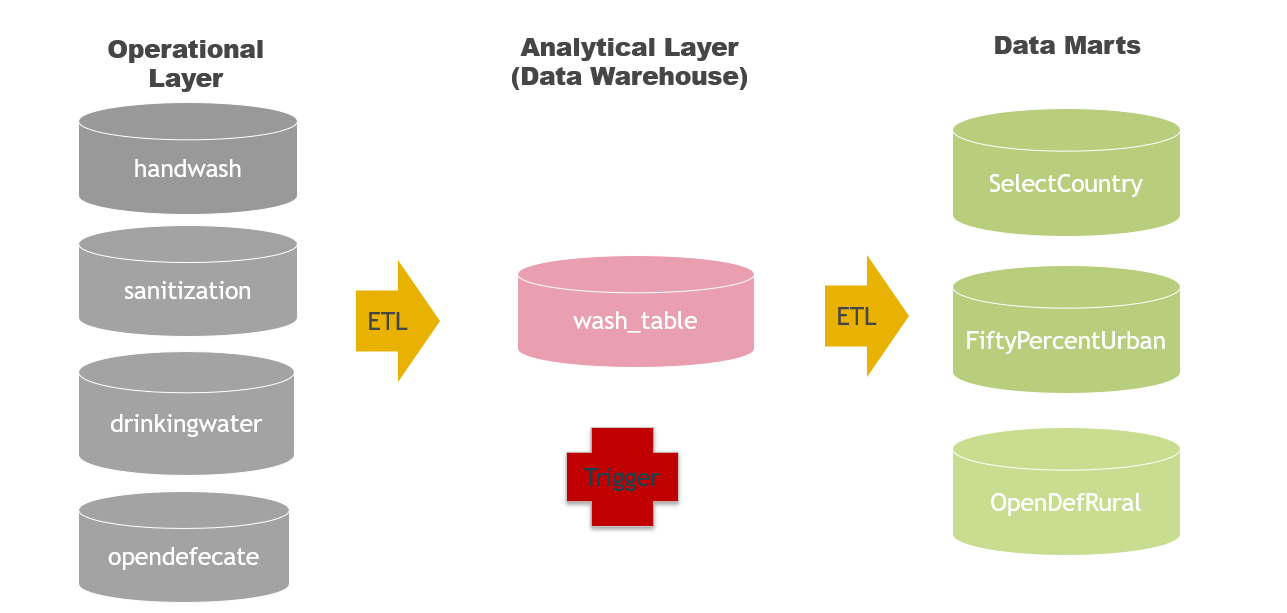 Operational
Layer
handwash
sanitization
drinkingwater
opendefecate
ETL
Analytical Layer
(Data Warehouse)
wash_table
Trigger
ETL
Data Marts
SelectCountry
FiftyPercentUrban
OpenDefRural